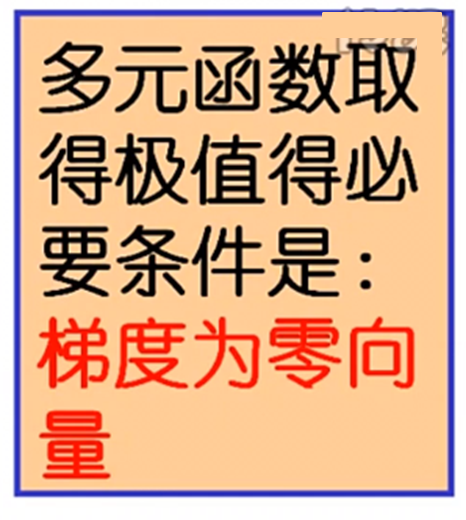 多元函数取
得极值得必
要条件是：
梯度为零向
量